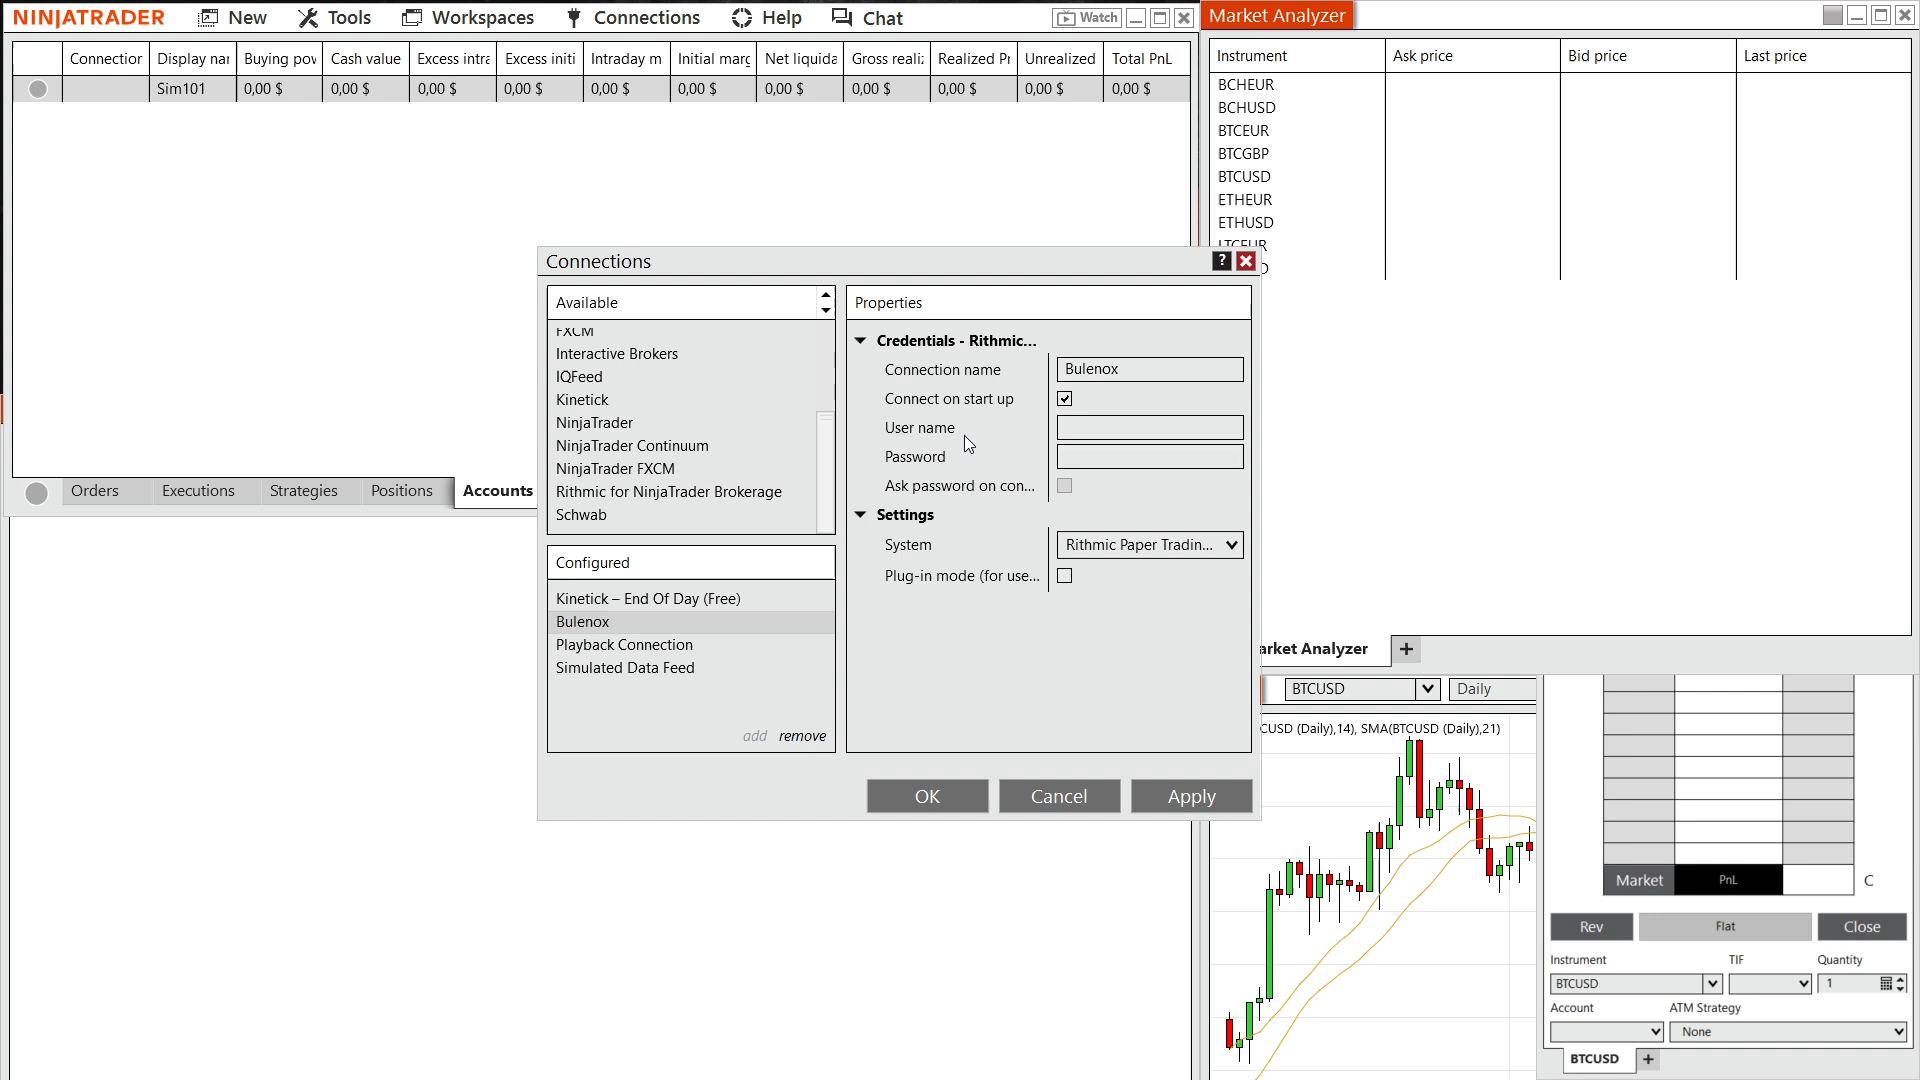 NINJATRADER New Tools Workspaces Connections Help Chat Watch
Connection Display nar Buying pov Cash value Excess intra Excess initi Intraday m Initial marg Net liquida Gross realiz Realized Pr Unrealized Total PnL
Sim101 0,00 $ 0,00 $ 0,00 $ 0,00 $ 0,00 $ 0,00 $ 0,00 $ 0,00 $ 0,00 $ 0,00 $ 0,00 $
Orders Executions Strategies Positions Accounts
Market Analyzer
Instrument Ask price Bid price Last price
BCHEUR
BCHUSD
BTCEUR
BTCGBP
BTCUSD
ETHEUR
ETHUSD
LTCEUR
Connections ?
Available
FXCM
Interactive Brokers
IQFeed
Kinetick
NinjaTrader
NinjaTrader Continuum
NinjaTrader FXCM
Rithmic for NinjaTrader Brokerage
Schwab
Configured
Kinetick – End Of Day (Free)
Bulenox
Playback Connection
Simulated Data Feed
add remove
Properties
Credentials - Rithmic...
Connection name Bulenox
Connect on start up
User name
Password
Ask password on con...
Settings
System Rithmic Paper Tradin...
Plug-in mode (for use...
OK Cancel Apply
arket Analyzer +
BTCUSD Daily
CUSD (Daily),14), SMA(BTCUSD (Daily),21)
Market PnL C
Rev Flat Close
Instrument TIF Quantity
BTCUSD 1
Account ATM Strategy
None
BTCUSD +